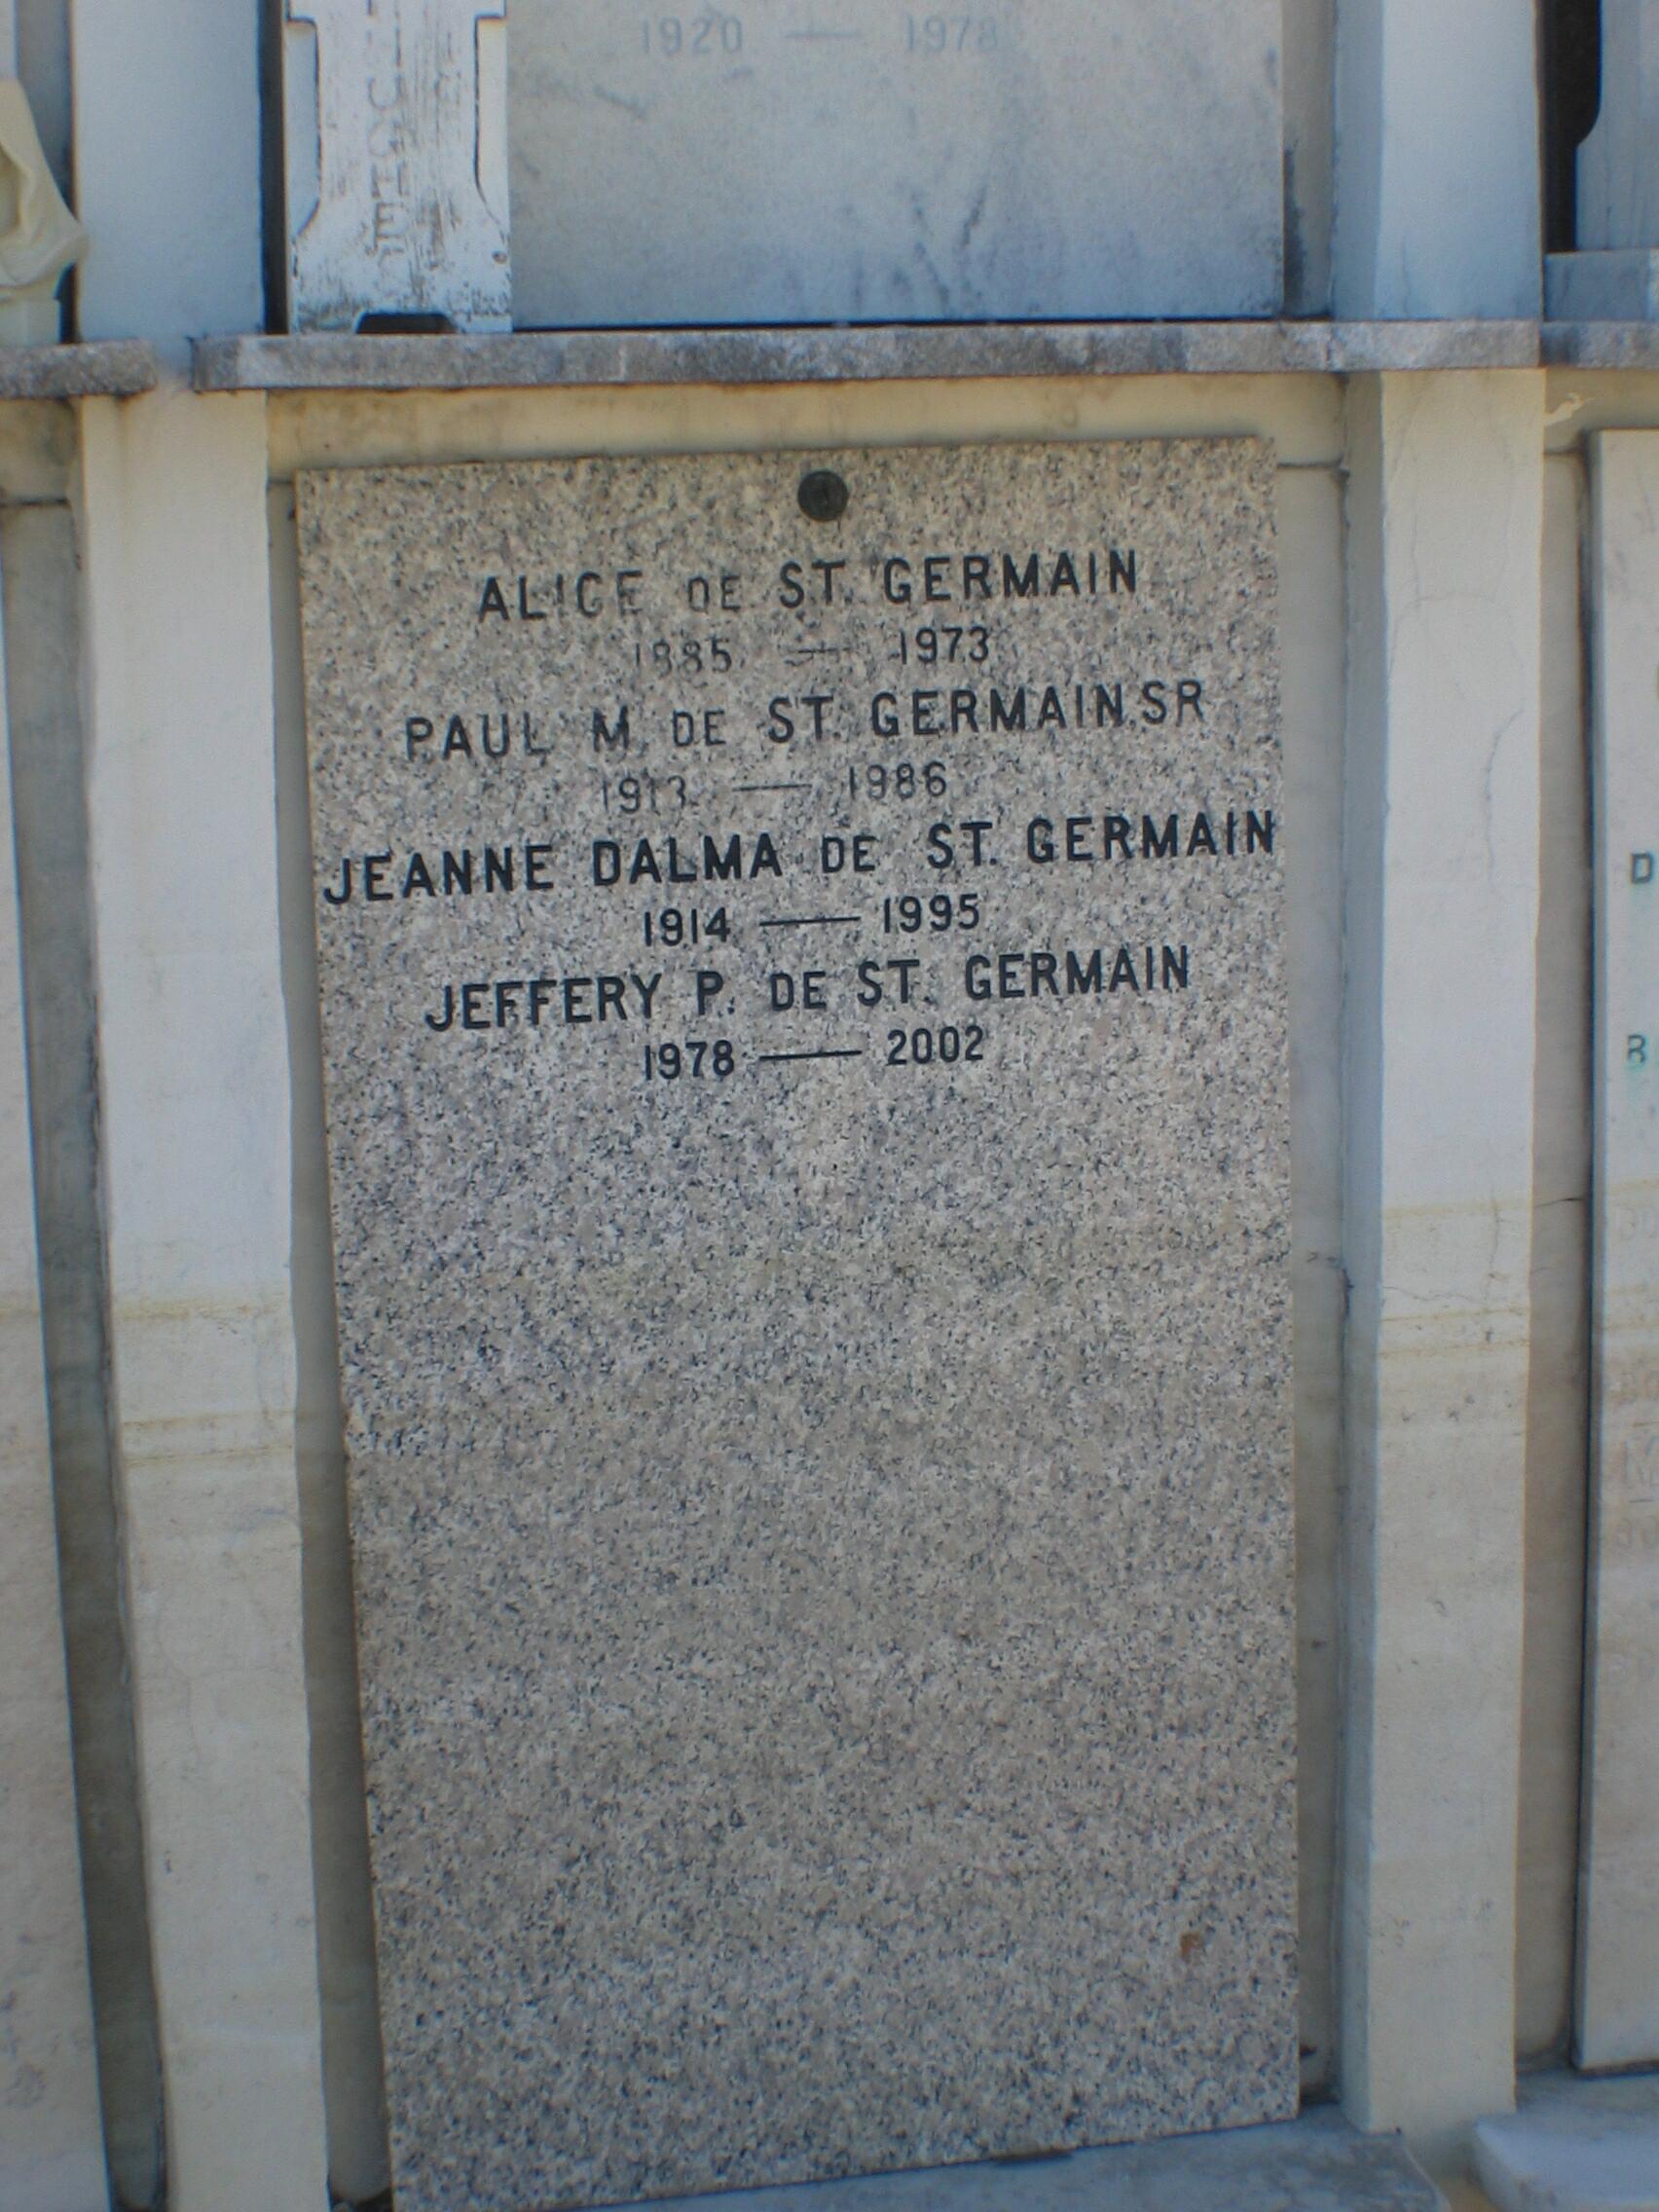 1920 — 1978
ALICE DE ST. GERMAIN
1885 — 1973
PAUL M. DE ST. GERMAIN, SR
1913 — 1986
JEANNE DALMA DE ST. GERMAIN
1914 — 1995
JEFFERY P. DE ST. GERMAIN
1978 — 2002